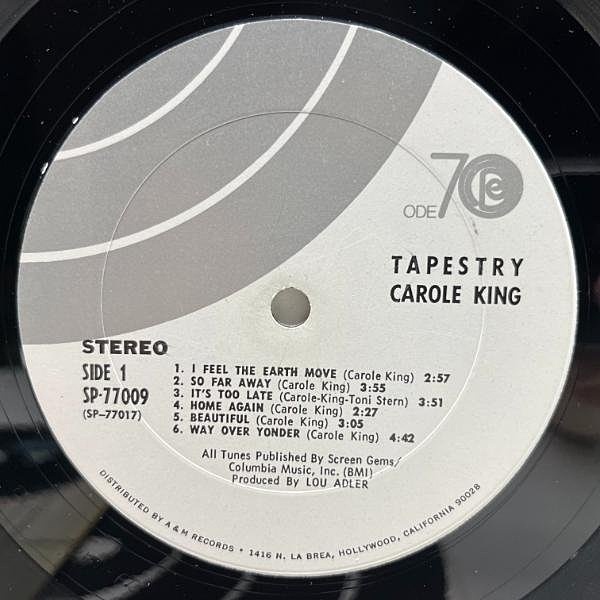 ODE 70
TAPESTRY
CAROLE KING
STEREO
SIDE 1
SP-77009
(SP-77017)
1. I FEEL THE EARTH MOVE (Carole King) 2:57
2. SO FAR AWAY (Carole King) 3:55
3. IT'S TOO LATE (Carole-King-Toni Stern) 3:51
4. HOME AGAIN (Carole King) 2:27
5. BEAUTIFUL (Carole King) 3:05
6. WAY OVER YONDER (Carole King) 4:42
All Tunes Published By Screen Gems/
Columbia Music, Inc. (BMI)
Produced By LOU ADLER
DISTRIBUTED BY A & M RECORDS • 1416 N. LA BREA, HOLLYWOOD, CALIFORNIA 90028